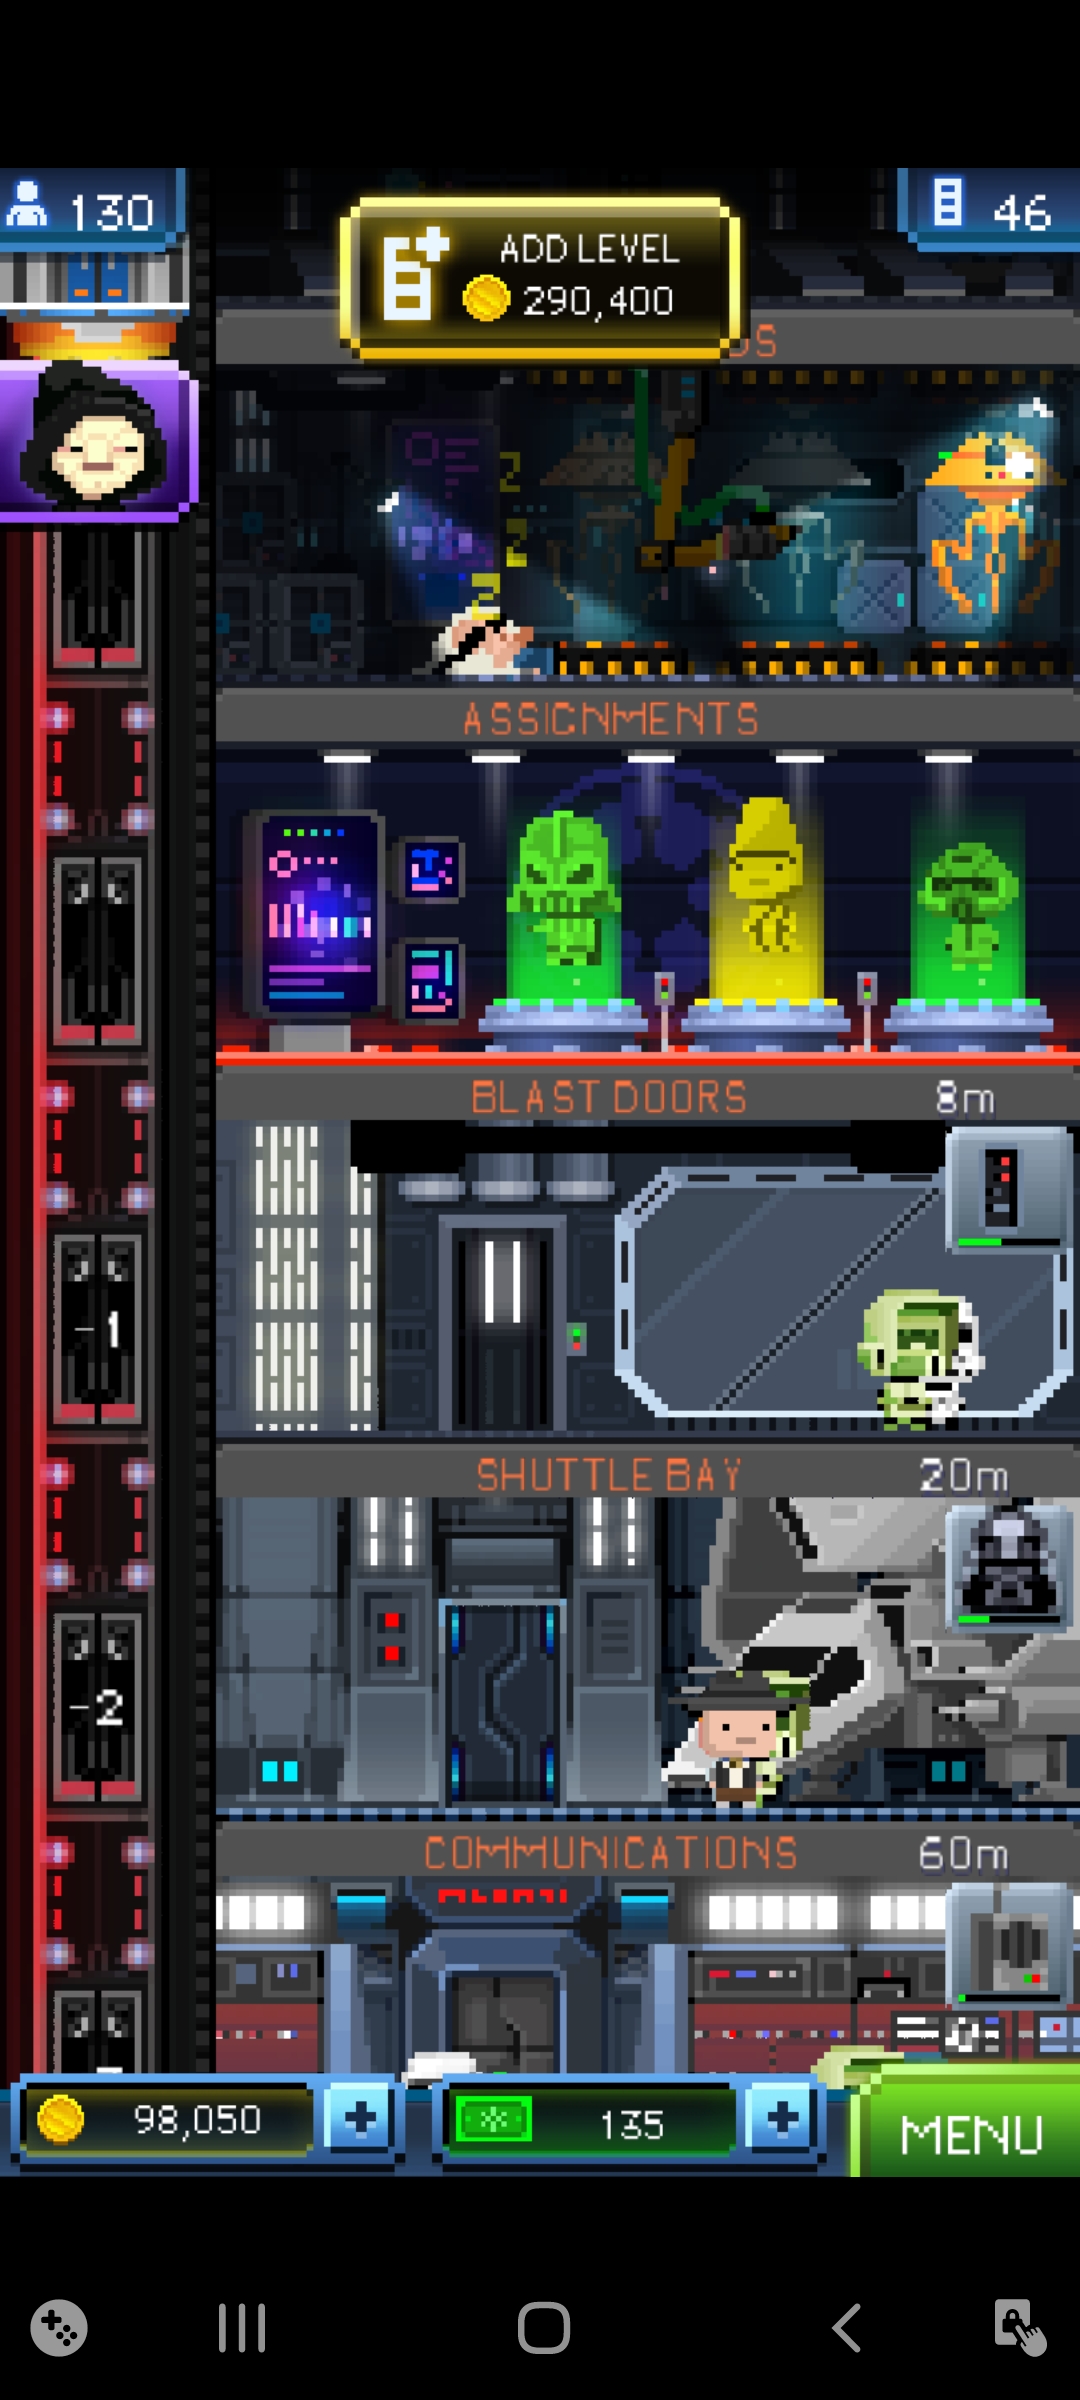 130
46
ADD LEVEL
290,400
DS
ASSIGNMENTS
BLAST DOORS 8m
-1
SHUTTLE BAY 20m
-2
COMMUNICATIONS 60m
98,050
135
MENU